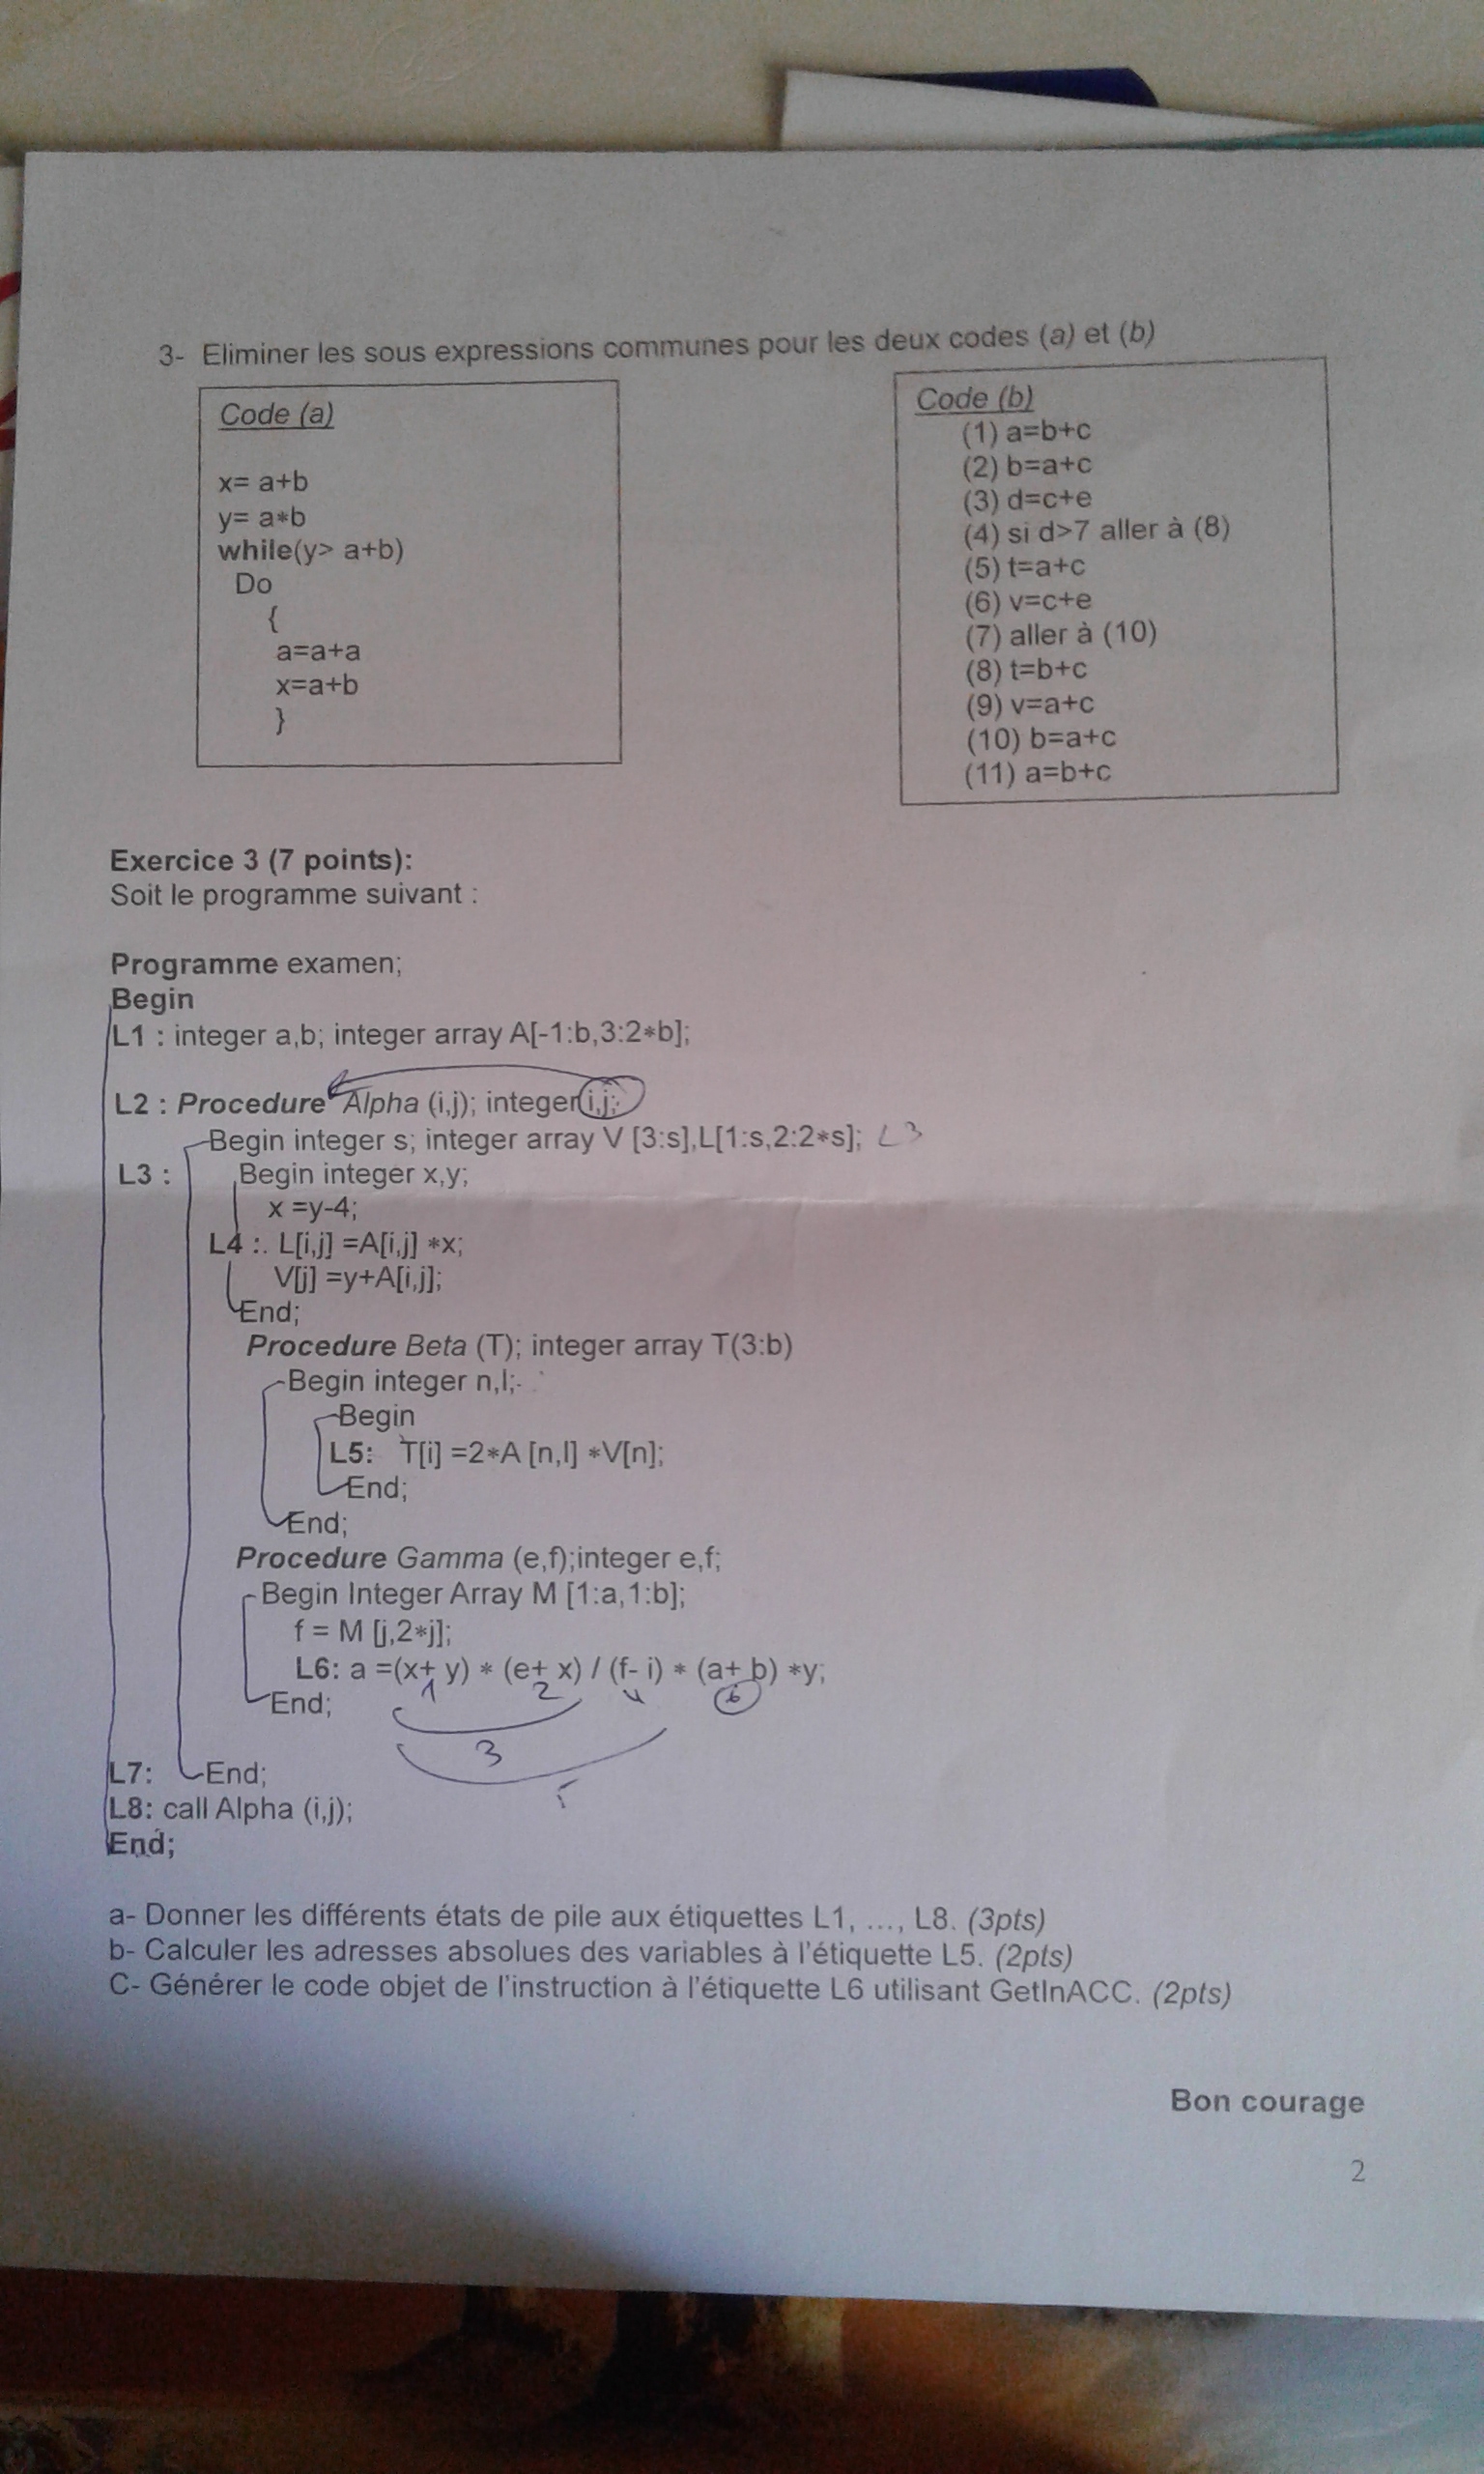 3- Eliminer les sous expressions communes pour les deux codes (a) et (b)
Code (a)
x= a+b
y= a*b
while(y> a+b)
Do
{
a=a+a
x=a+b
}
Code (b)
(1) a=b+c
(2) b=a+c
(3) d=c+e
(4) si d>7 aller à (8)
(5) t=a+c
(6) v=c+e
(7) aller à (10)
(8) t=b+c
(9) v=a+c
(10) b=a+c
(11) a=b+c
Exercice 3 (7 points):
Soit le programme suivant :
Programme examen;
Begin
L1 : integer a,b; integer array A[-1:b,3:2*b];
L2 : Procedure Alpha (i,j); integer i,j;
Begin integer s; integer array V [3:s],L[1:s,2:2*s]; L3
L3 : Begin integer x,y;
x =y-4;
L4 :. L[i,j] =A[i,j] *x;
V[j] =y+A[i,j];
End;
Procedure Beta (T); integer array T(3:b)
Begin integer n,l;
Begin
L5: T[i] =2*A [n,l] *V[n];
End;
End;
Procedure Gamma (e,f);integer e,f;
Begin Integer Array M [1:a,1:b];
f = M [j,2*j];
L6: a =(x+ y) * (e+ x) / (f- i) * (a+ b) *y;
1 2 4 6
End;
3
L7: End;
L8: call Alpha (i,j);
End;
a- Donner les différents états de pile aux étiquettes L1, ..., L8. (3pts)
b- Calculer les adresses absolues des variables à l'étiquette L5. (2pts)
C- Générer le code objet de l'instruction à l'étiquette L6 utilisant GetInACC. (2pts)
Bon courage
2